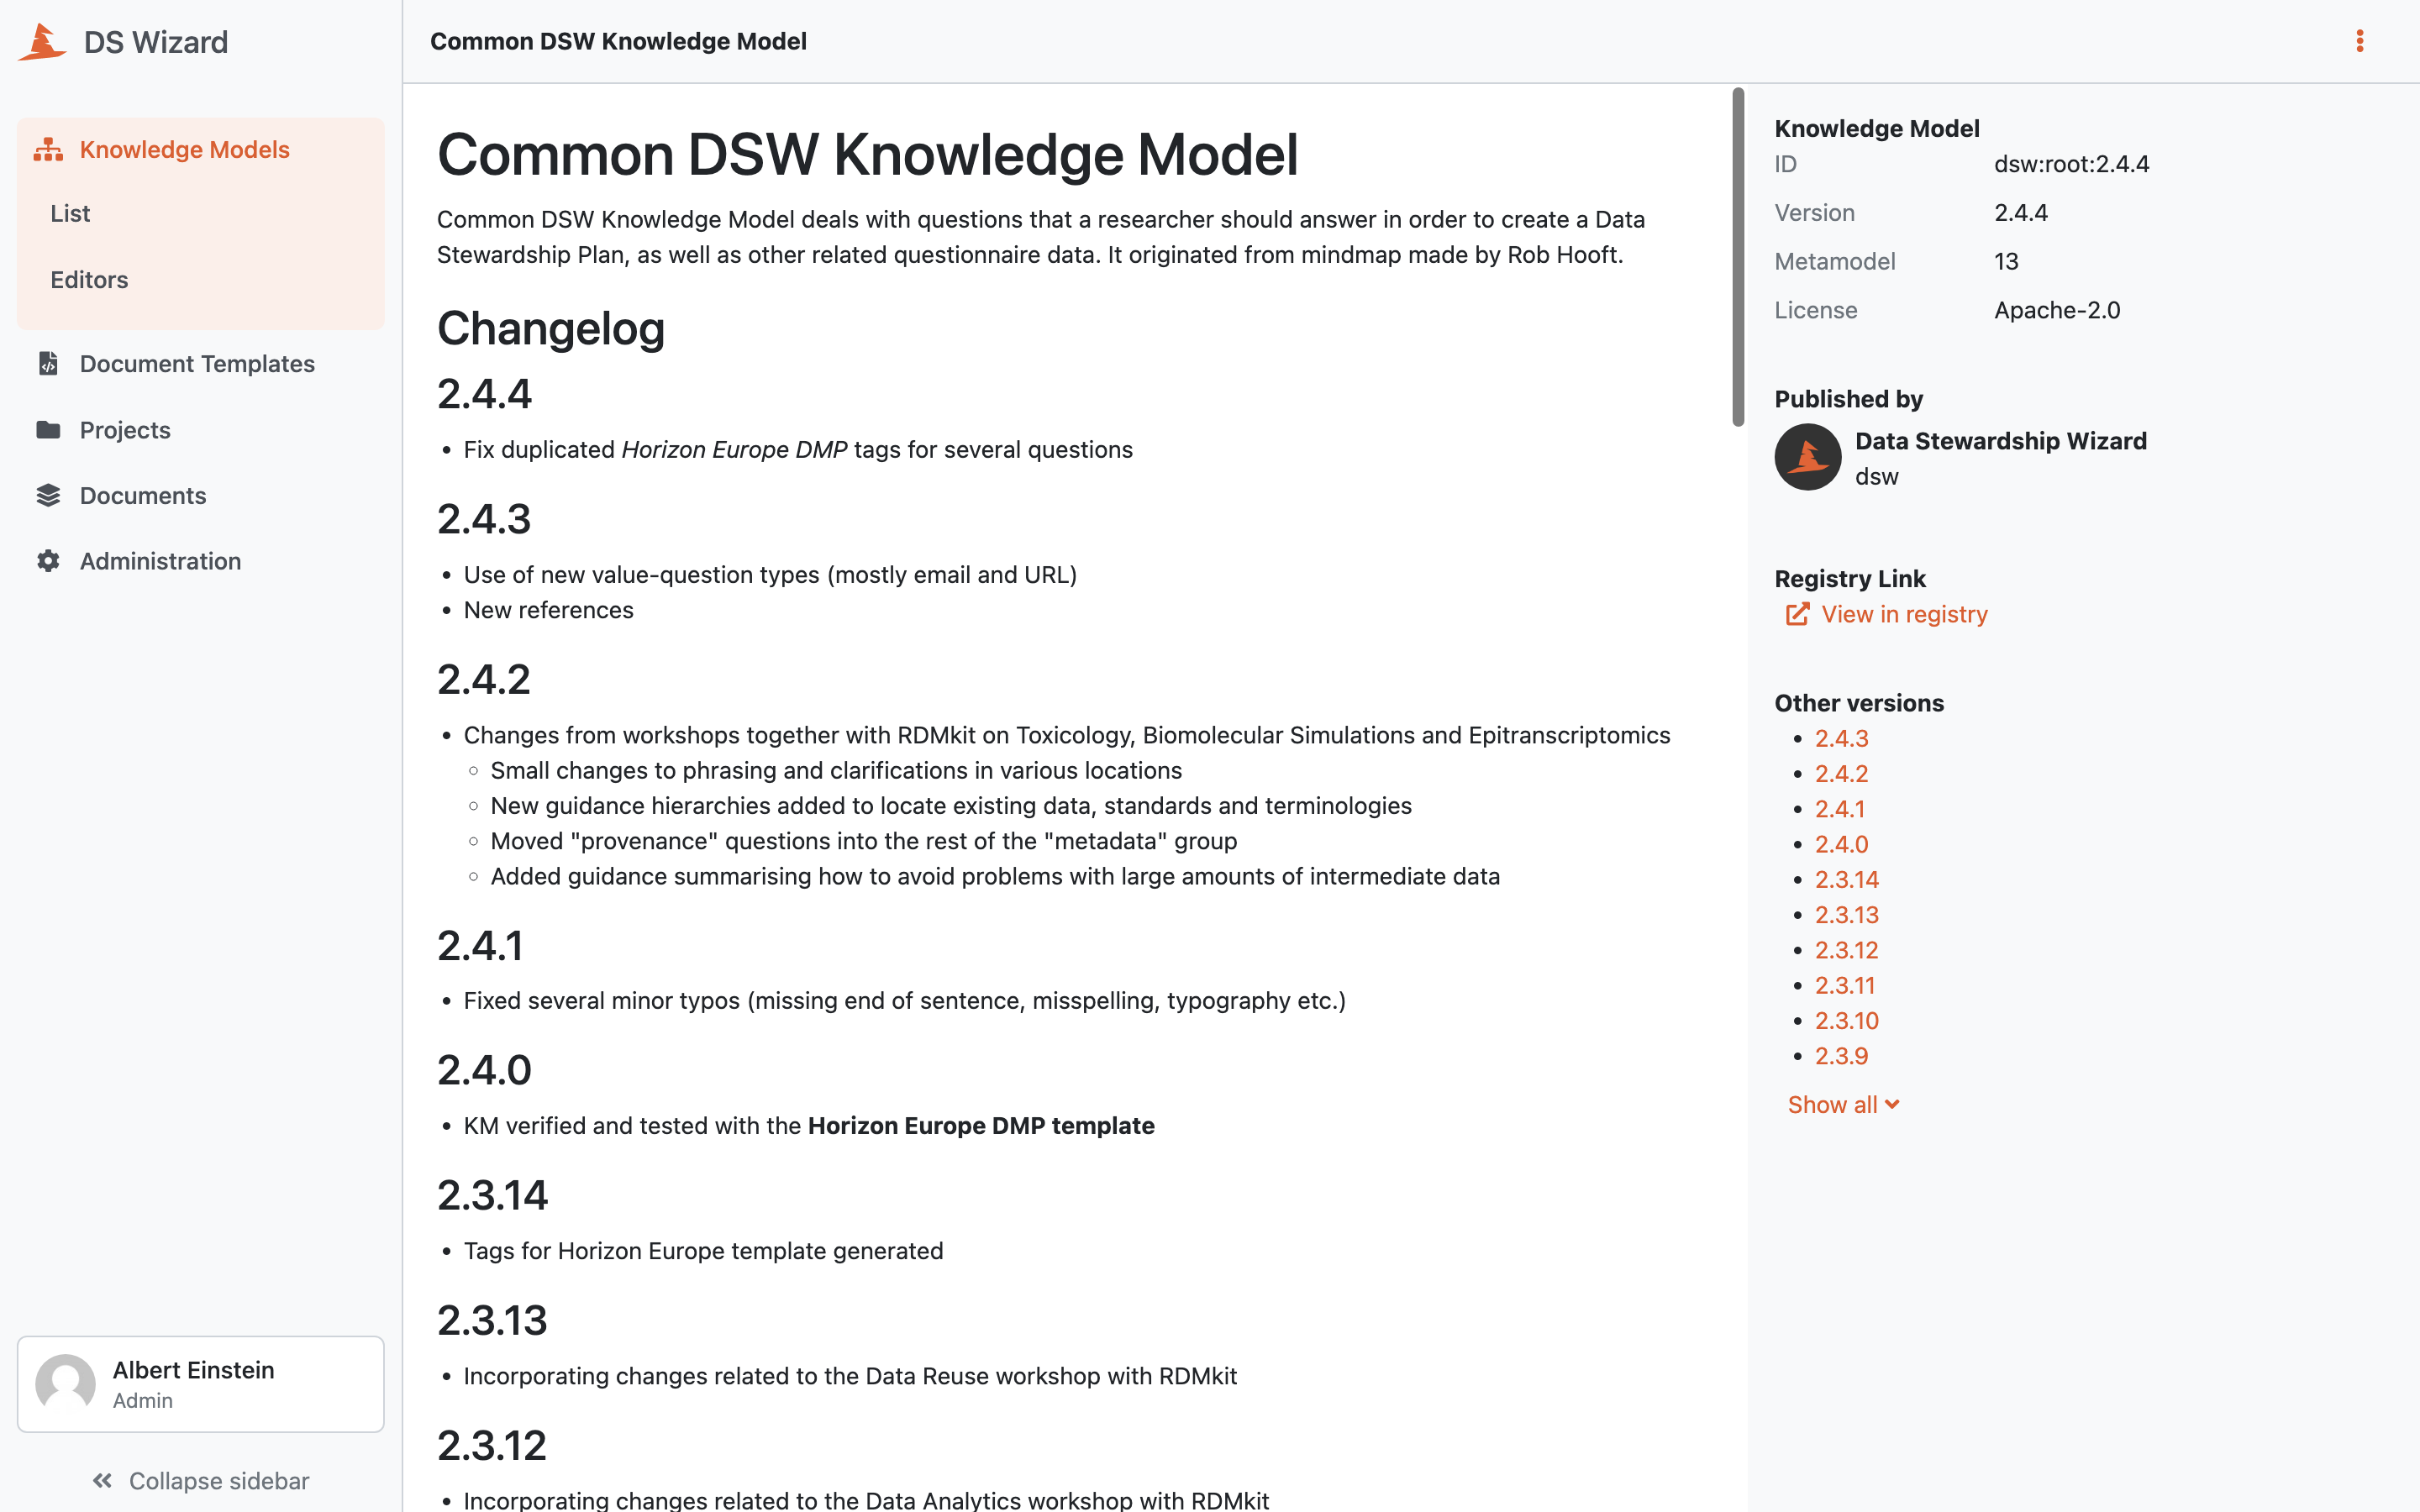 DS Wizard
Knowledge Models
List
Editors
Document Templates
Projects
Documents
Administration
Albert Einstein
Admin
Collapse sidebar
Common DSW Knowledge Model
Common DSW Knowledge Model
Common DSW Knowledge Model deals with questions that a researcher should answer in order to create a Data
Stewardship Plan, as well as other related questionnaire data. It originated from mindmap made by Rob Hooft.
Changelog
2.4.4
• Fix duplicated Horizon Europe DMP tags for several questions
2.4.3
• Use of new value-question types (mostly email and URL)
• New references
2.4.2
• Changes from workshops together with RDMkit on Toxicology, Biomolecular Simulations and Epitranscriptomics
◦ Small changes to phrasing and clarifications in various locations
◦ New guidance hierarchies added to locate existing data, standards and terminologies
◦ Moved "provenance" questions into the rest of the "metadata" group
◦ Added guidance summarising how to avoid problems with large amounts of intermediate data
2.4.1
• Fixed several minor typos (missing end of sentence, misspelling, typography etc.)
2.4.0
• KM verified and tested with the Horizon Europe DMP template
2.3.14
• Tags for Horizon Europe template generated
2.3.13
• Incorporating changes related to the Data Reuse workshop with RDMkit
2.3.12
• Incorporating changes related to the Data Analytics workshop with RDMkit
Knowledge Model
ID dsw:root:2.4.4
Version 2.4.4
Metamodel 13
License Apache-2.0
Published by
Data Stewardship Wizard
dsw
Registry Link
View in registry
Other versions
• 2.4.3
• 2.4.2
• 2.4.1
• 2.4.0
• 2.3.14
• 2.3.13
• 2.3.12
• 2.3.11
• 2.3.10
• 2.3.9
Show all